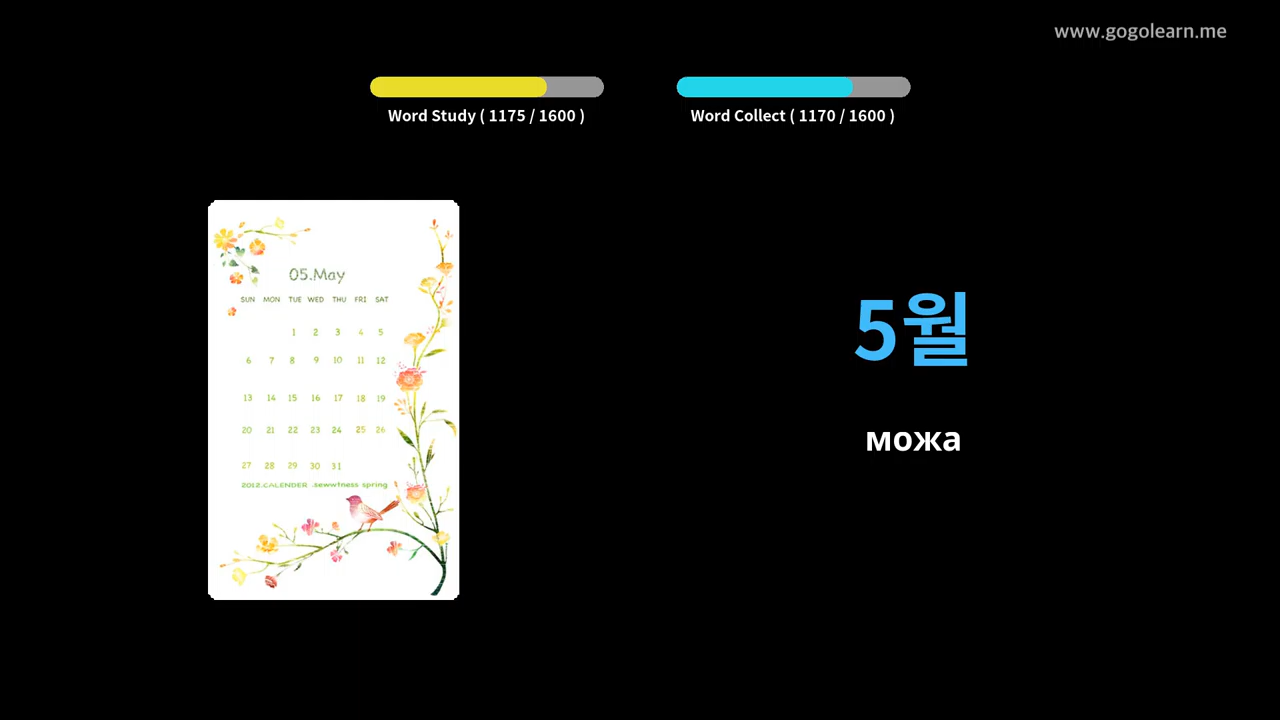 www.gogolearn.me
Word Study ( 1175 / 1600 )
Word Collect ( 1170 / 1600 )
05.May
SUN MON TUE WED THU FRI SAT
1 2 3 4 5
6 7 8 9 10 11 12
13 14 15 16 17 18 19
20 21 22 23 24 25 26
27 28 29 30 31
2012.CALENDER .sewwtness spring
5월
можа